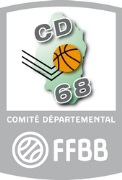 CD
68
COMITÉ DÉPARTEMENTAL
FFBB